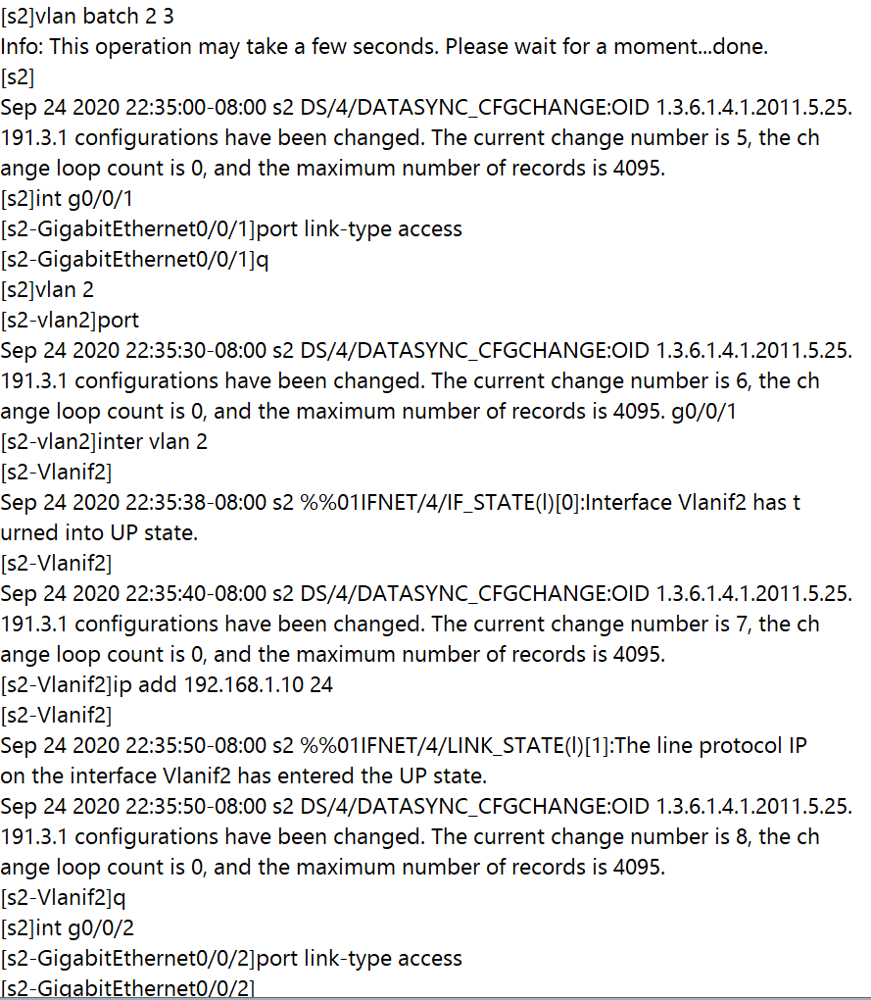 [s2]vlan batch 2 3
Info: This operation may take a few seconds. Please wait for a moment...done.
[s2]
Sep 24 2020 22:35:00-08:00 s2 DS/4/DATASYNC_CFGCHANGE:OID 1.3.6.1.4.1.2011.5.25.
191.3.1 configurations have been changed. The current change number is 5, the ch
ange loop count is 0, and the maximum number of records is 4095.
[s2]int g0/0/1
[s2-GigabitEthernet0/0/1]port link-type access
[s2-GigabitEthernet0/0/1]q
[s2]vlan 2
[s2-vlan2]port
Sep 24 2020 22:35:30-08:00 s2 DS/4/DATASYNC_CFGCHANGE:OID 1.3.6.1.4.1.2011.5.25.
191.3.1 configurations have been changed. The current change number is 6, the ch
ange loop count is 0, and the maximum number of records is 4095. g0/0/1
[s2-vlan2]inter vlan 2
[s2-Vlanif2]
Sep 24 2020 22:35:38-08:00 s2 %%01IFNET/4/IF_STATE(l)[0]:Interface Vlanif2 has t
urned into UP state.
[s2-Vlanif2]
Sep 24 2020 22:35:40-08:00 s2 DS/4/DATASYNC_CFGCHANGE:OID 1.3.6.1.4.1.2011.5.25.
191.3.1 configurations have been changed. The current change number is 7, the ch
ange loop count is 0, and the maximum number of records is 4095.
[s2-Vlanif2]ip add 192.168.1.10 24
[s2-Vlanif2]
Sep 24 2020 22:35:50-08:00 s2 %%01IFNET/4/LINK_STATE(l)[1]:The line protocol IP
on the interface Vlanif2 has entered the UP state.
Sep 24 2020 22:35:50-08:00 s2 DS/4/DATASYNC_CFGCHANGE:OID 1.3.6.1.4.1.2011.5.25.
191.3.1 configurations have been changed. The current change number is 8, the ch
ange loop count is 0, and the maximum number of records is 4095.
[s2-Vlanif2]q
[s2]int g0/0/2
[s2-GigabitEthernet0/0/2]port link-type access
[s2-GigabitEthernet0/0/2]